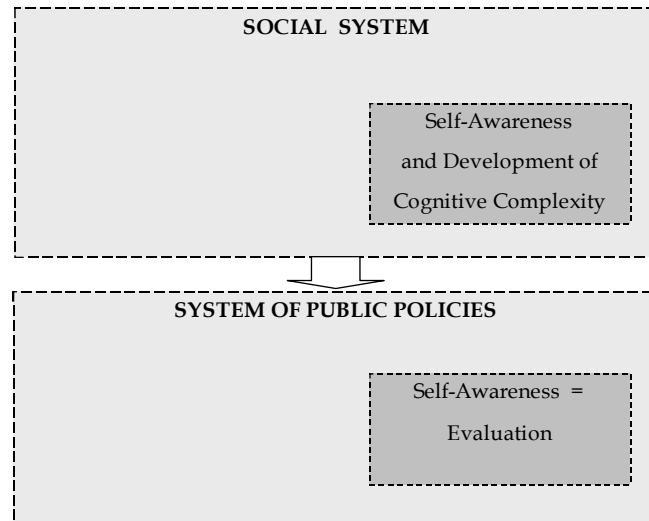 SOCIAL SYSTEM
Self-Awareness
and Development of
Cognitive Complexity
SYSTEM OF PUBLIC POLICIES
Self-Awareness =
Evaluation